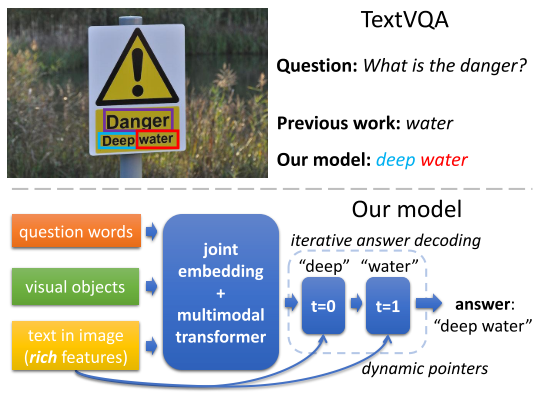 TextVQA
Danger
Deep water
Question: What is the danger?
Previous work: water
Our model: deep water
Our model
question words
visual objects
text in image
(rich features)
joint
embedding
+
multimodal
transformer
iterative answer decoding
“deep” “water”
t=0 t=1
answer:
“deep water”
dynamic pointers